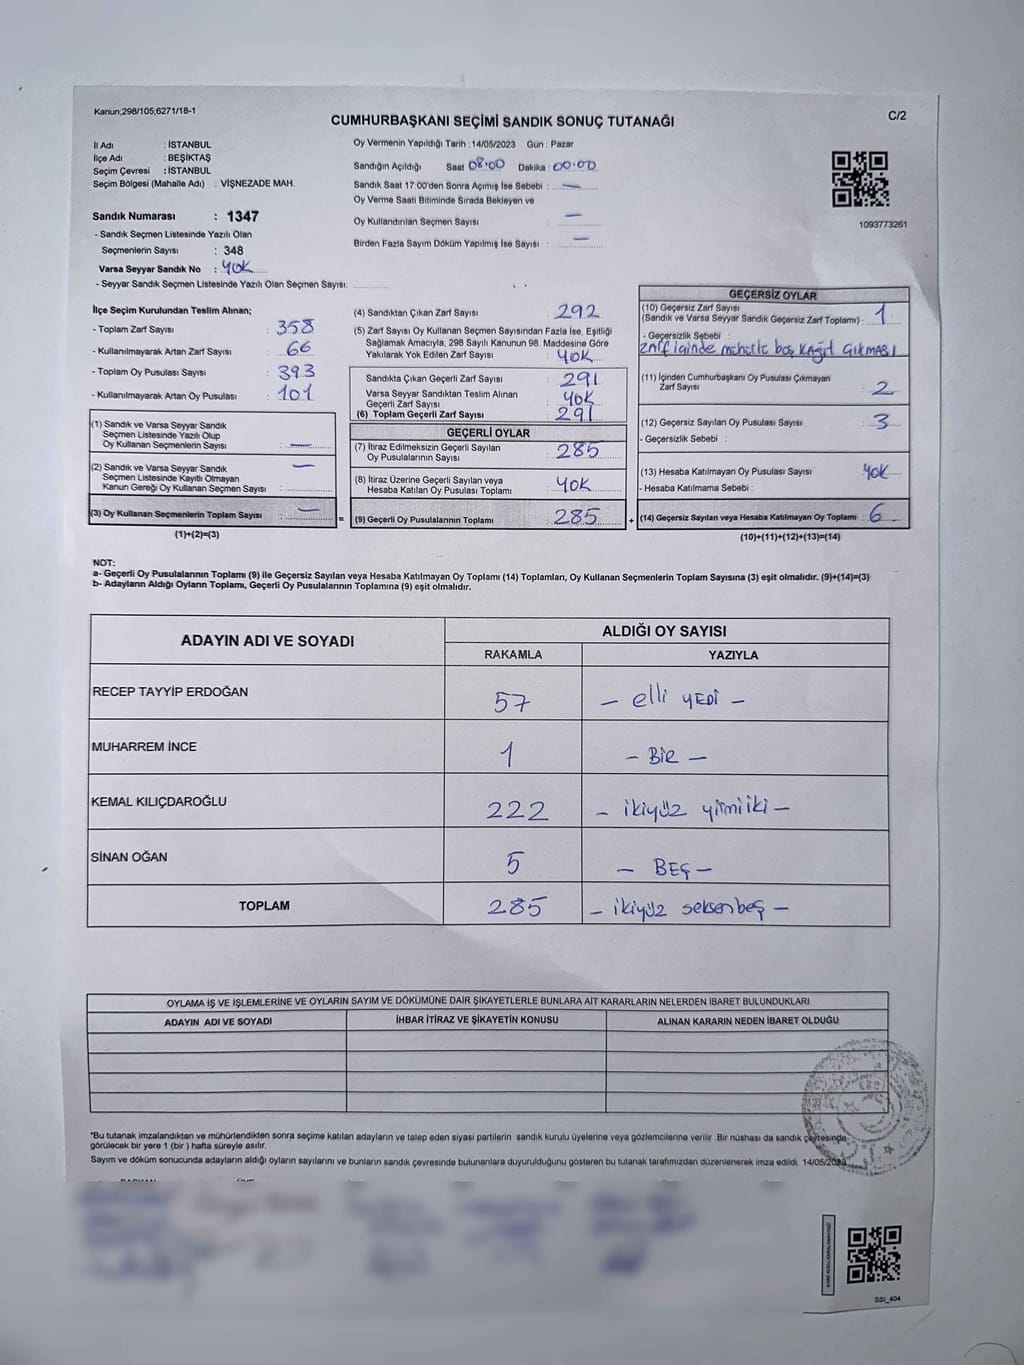 Kanun;298/105;6271/18-1
C/2
CUMHURBAŞKANI SEÇİMİ SANDIK SONUÇ TUTANAĞI
İl Adı : İSTANBUL
İlçe Adı : BEŞİKTAŞ
Seçim Çevresi : İSTANBUL
Seçim Bölgesi (Mahalle Adı) : VİŞNEZADE MAH.
Sandık Numarası : 1347
- Sandık Seçmen Listesinde Yazılı Olan
Seçmenlerin Sayısı : 348
Varsa Seyyar Sandık No : YOK
- Seyyar Sandık Seçmen Listesinde Yazılı Olan Seçmen Sayısı:
Oy Vermenin Yapıldığı Tarih : 14/05/2023 Gün : Pazar
Sandığın Açıldığı Saat 08:00 Dakika : 00:00
Sandık Saat 17:00'den Sonra Açımış İse Sebebi : —
Oy Verme Saati Bitiminde Sırada Bekleyen ve
Oy Kullandırılan Seçmen Sayısı : —
Birden Fazla Sayım Döküm Yapılmış İse Sayısı : —
1093773261
İlçe Seçim Kurulundan Teslim Alınan;
- Toplam Zarf Sayısı : 358
- Kullanılmayarak Artan Zarf Sayısı : 66
- Toplam Oy Pusulası Sayısı : 393
- Kullanılmayarak Artan Oy Pusulası : 101
(1) Sandık ve Varsa Seyyar Sandık
Seçmen Listesinde Yazılı Olup
Oy Kullanan Seçmenlerin Sayısı : —
(2) Sandık ve Varsa Seyyar Sandık
Seçmen Listesinde Kayıtlı Olmayan
Kanun Gereği Oy Kullanan Seçmen Sayısı : —
(3) Oy Kullanan Seçmenlerin Toplam Sayısı : —
(1)+(2)=(3)
(4) Sandıktan Çıkan Zarf Sayısı : 292
(5) Zarf Sayısı Oy Kullanan Seçmen Sayısından Fazla İse, Eşitliği
Sağlamak Amacıyla, 298 Sayılı Kanunun 98. Maddesine Göre
Yakılarak Yok Edilen Zarf Sayısı : YOK
Sandıkta Çıkan Geçerli Zarf Sayısı : 291
Varsa Seyyar Sandıktan Teslim Alınan
Geçerli Zarf Sayısı : YOK
(6) Toplam Geçerli Zarf Sayısı : 291
GEÇERLİ OYLAR
(7) İtiraz Edilmeksizin Geçerli Sayılan
Oy Pusulalarının Sayısı : 285
(8) İtiraz Üzerine Geçerli Sayılan veya
Hesaba Katılan Oy Pusulası Toplamı : YOK
= (9) Geçerli Oy Pusulalarının Toplamı : 285
GEÇERSİZ OYLAR
(10) Geçersiz Zarf Sayısı
(Sandık ve Varsa Seyyar Sandık Geçersiz Zarf Toplamı) : 1
- Geçersizlik Sebebi :
Zarf içinde boş KAĞIT ÇIKMASI
(11) İçinden Cumhurbaşkanı Oy Pusulası Çıkmayan
Zarf Sayısı : 2
(12) Geçersiz Sayılan Oy Pusulası Sayısı : 3
- Geçersizlik Sebebi :
(13) Hesaba Katılmayan Oy Pusulası Sayısı YOK
- Hesaba Katılmama Sebebi :
+ (14) Geçersiz Sayılan veya Hesaba Katılmayan Oy Toplamı : 6
(10)+(11)+(12)+(13)=(14)
NOT:
a- Geçerli Oy Pusulalarının Toplamı (9) ile Geçersiz Sayılan veya Hesaba Katılmayan Oy Toplamı (14) Toplamları, Oy Kullanan Seçmenlerin Toplam Sayısına (3) eşit olmalıdır. (9)+(14)=(3)
b- Adayların Aldığı Oyların Toplamı, Geçerli Oy Pusulalarının Toplamına (9) eşit olmalıdır.
ADAYIN ADI VE SOYADI
ALDIĞI OY SAYISI
RAKAMLA YAZIYLA
RECEP TAYYİP ERDOĞAN 57 — elli YEDİ —
MUHARREM İNCE 1 — BİR —
KEMAL KILIÇDAROĞLU 222 — ikiyüz yirmiiki —
SİNAN OĞAN 5 — BEŞ —
TOPLAM 285 — ikiyüz seksenbeş —
OYLAMA İŞ VE İŞLEMLERİNE VE OYLARIN SAYIM VE DÖKÜMÜNE DAİR ŞİKAYETLERLE BUNLARA AİT KARARLARIN NELERDEN İBARET BULUNDUKLARI
ADAYIN ADI VE SOYADI İHBAR İTİRAZ VE ŞİKAYETİN KONUSU ALINAN KARARIN NEDEN İBARET OLDUĞU
*Bu tutanak imzalandıktan ve mühürlendikten sonra seçime katılan adayların ve talep eden siyasi partilerin sandık kurulu üyelerine veya gözlemcilerine verilir. Bir nüshası da sandık çevresinde
görülecek bir yere 1 (bir) hafta süreyle asılır.
Sayım ve döküm sonucunda adayların aldığı oyların sayılarını ve bunların sandık çevresinde bulunanlara duyurulduğunu gösteren bu tutanak tarafımızdan düzenlenerek imza edildi. 14/05/2023
SSİ_404